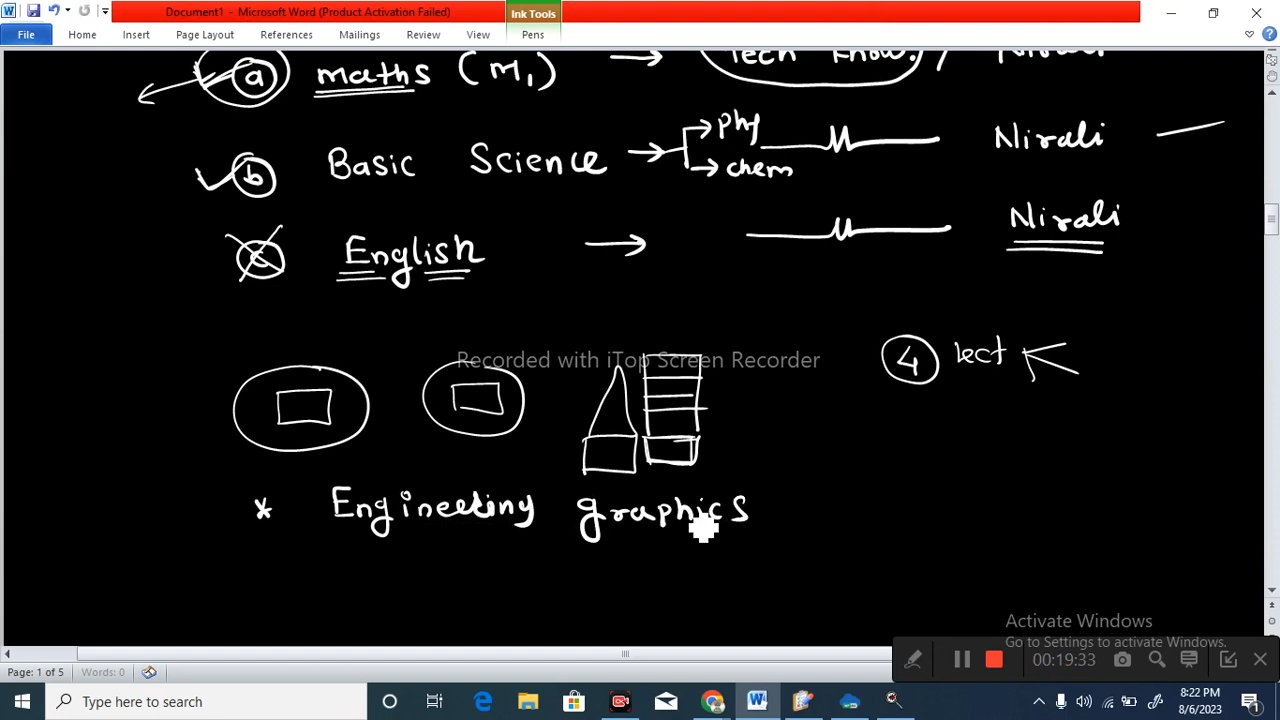 Document1 - Microsoft Word (Product Activation Failed)
Ink Tools
File Home Insert Page Layout References Mailings Review View Pens
a maths (M1) → Tech Know. / Nirali
b Basic Science → phy Nirali
→ chem
c English → Nirali
4 lect
Recorded with iTop Screen Recorder
* Engineering graphics
Activate Windows
Go to Settings to activate Windows.
00:19:33
Page: 1 of 5 Words: 0
Type here to search
8:22 PM
8/6/2023